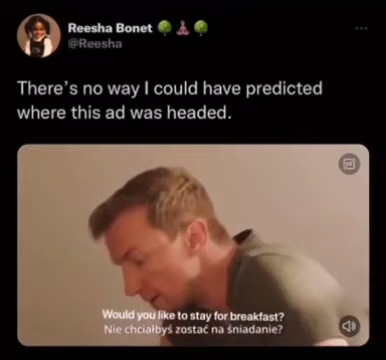 Reesha Bonet
@Reesha
There's no way I could have predicted
where this ad was headed.
Would you like to stay for breakfast?
Nie chciałbyś zostać na śniadanie?